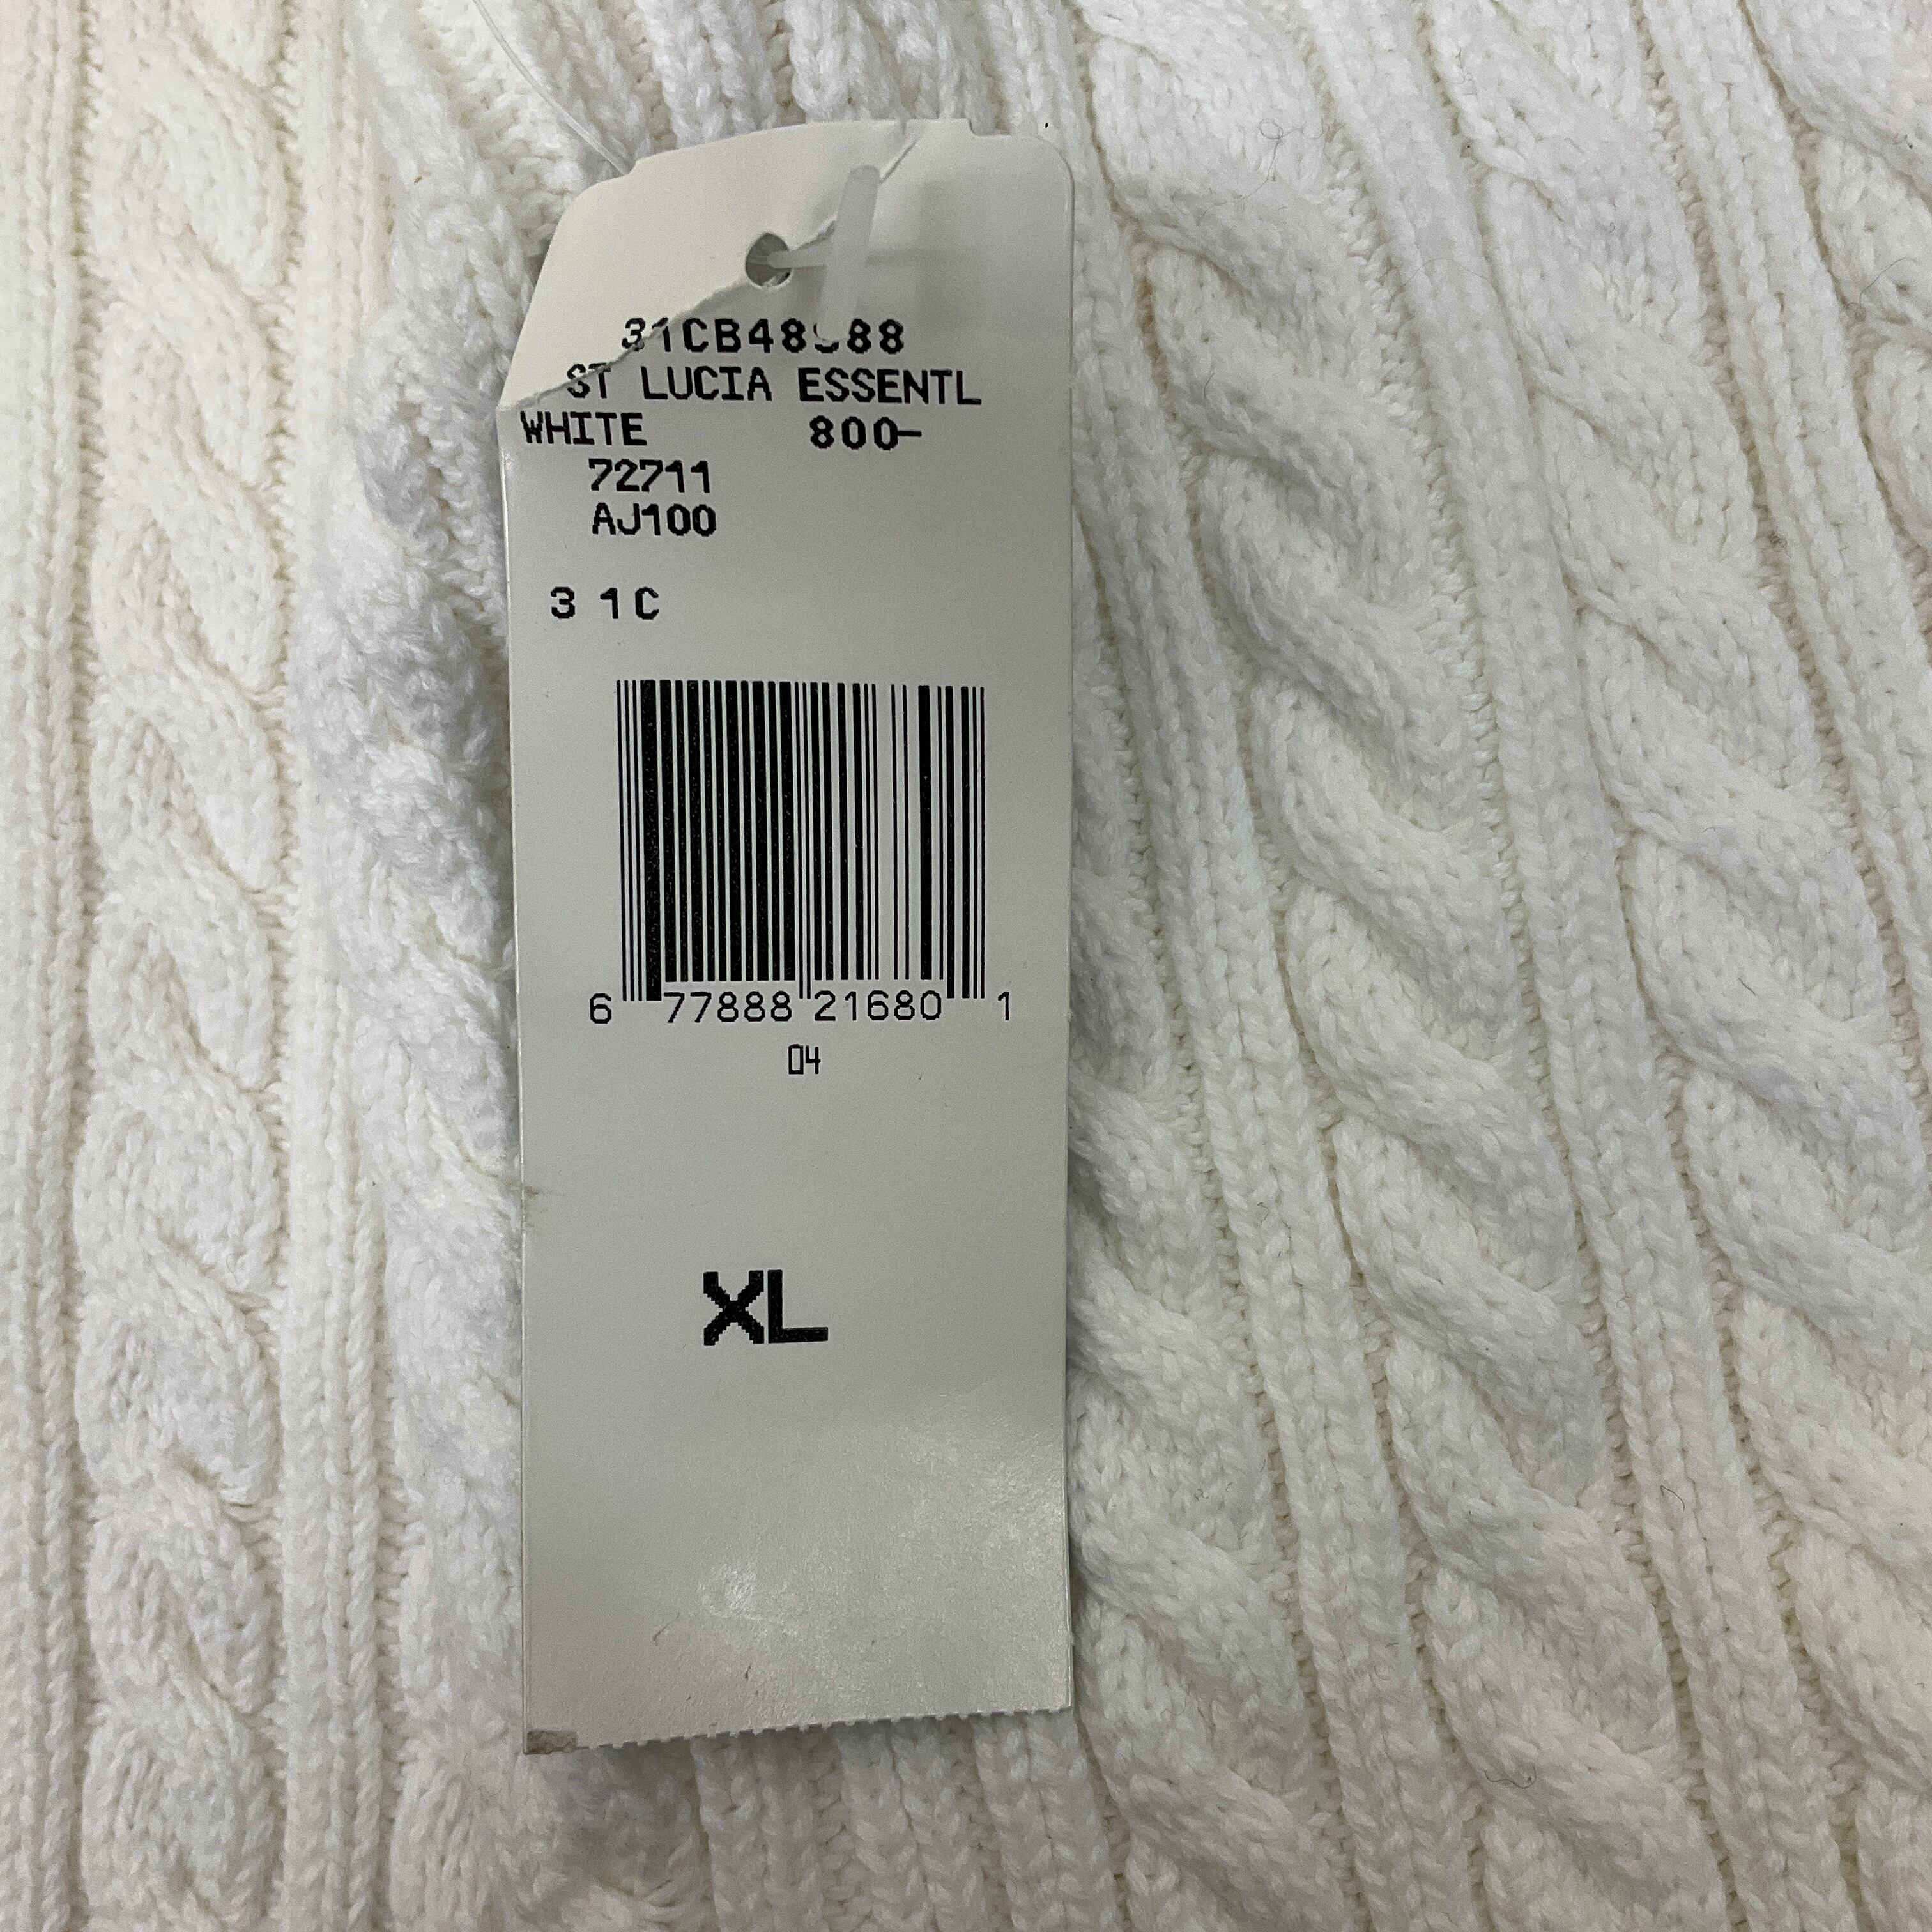 ST LUCIA ESSENTL
WHITE 800-
72711
AJ100
3 1C
6 77888 21680 1
04
XL